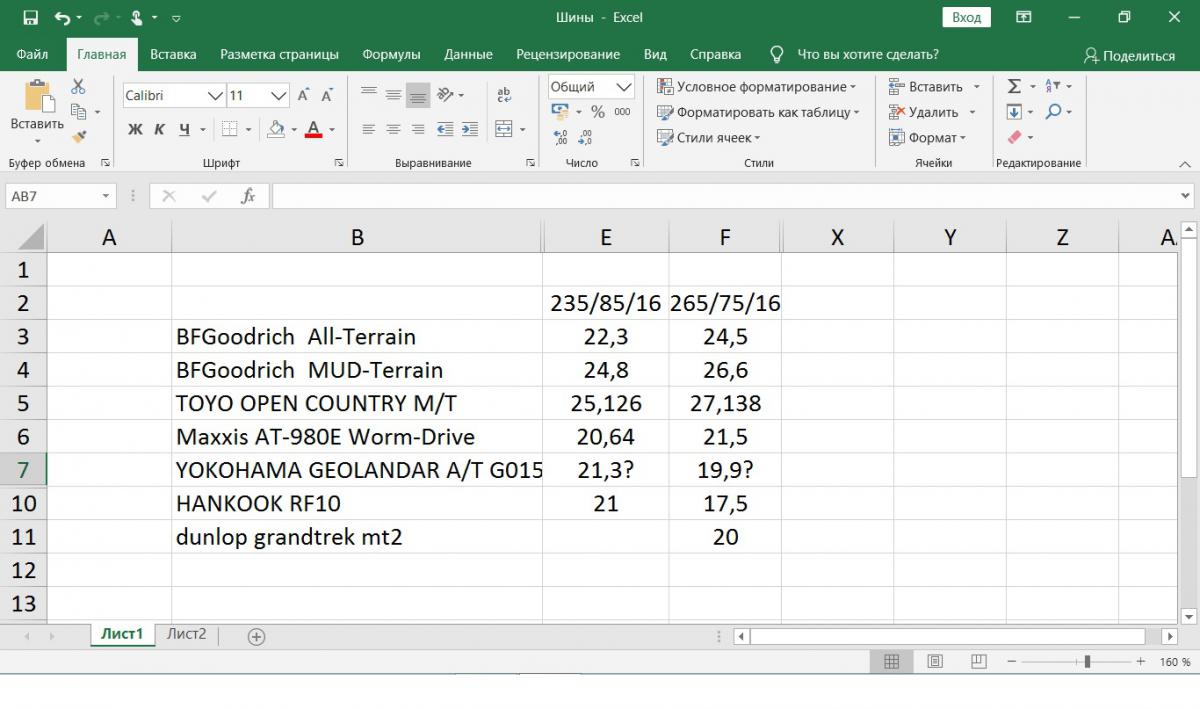 Шины - Excel
Вход
Файл Главная Вставка Разметка страницы Формулы Данные Рецензирование Вид Справка Что вы хотите сделать? Поделиться
Calibri 11 Общий Условное форматирование Вставить
Вставить Ж К Ч А % 000 Форматировать как таблицу Удалить
Стили ячеек Формат
Буфер обмена Шрифт Выравнивание Число Стили Ячейки Редактирование
AB7 fx
A B E F X Y Z A
1
2 235/85/16 265/75/16
3 BFGoodrich All-Terrain 22,3 24,5
4 BFGoodrich MUD-Terrain 24,8 26,6
5 TOYO OPEN COUNTRY M/T 25,126 27,138
6 Maxxis AT-980E Worm-Drive 20,64 21,5
7 YOKOHAMA GEOLANDAR A/T G015 21,3? 19,9?
10 HANKOOK RF10 21 17,5
11 dunlop grandtrek mt2 20
12
13
Лист1 Лист2
160 %